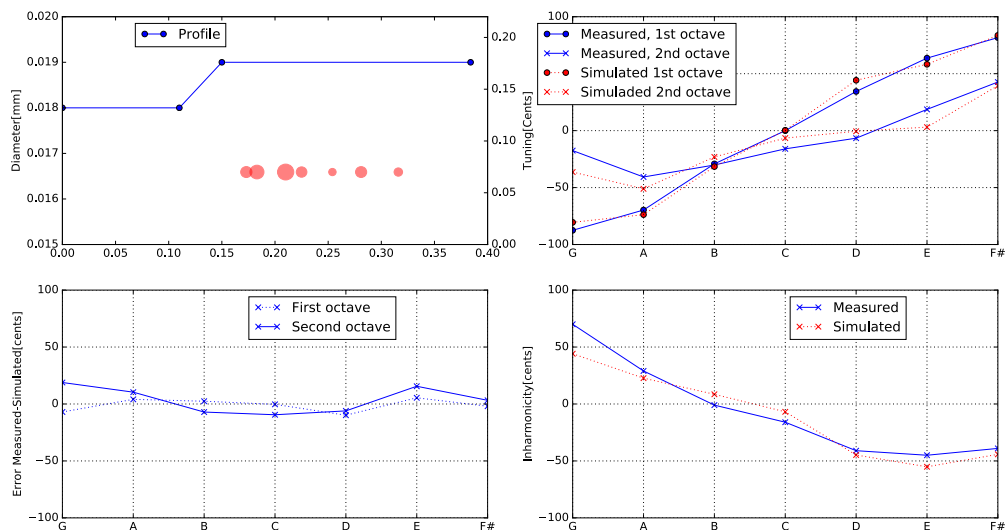 0.020
0.019
0.018
0.017
0.016
0.015
Diameter[mm]
Profile
0.20
0.15
0.10
0.05
0.00
0.00 0.05 0.10 0.15 0.20 0.25 0.30 0.35 0.40
100
0
−50
−100
Tuning[Cents]
Measured, 1st octave
Measured, 2nd octave
Simulated 1st octave
Simuladed 2nd octave
G A B C D E F#
100
50
0
−50
−100
Error Measured-Simulated[cents]
First octave
Second octave
G A B C D E F#
100
50
0
−50
−100
Inharmonicity[cents]
Measured
Simulated
G A B C D E F#